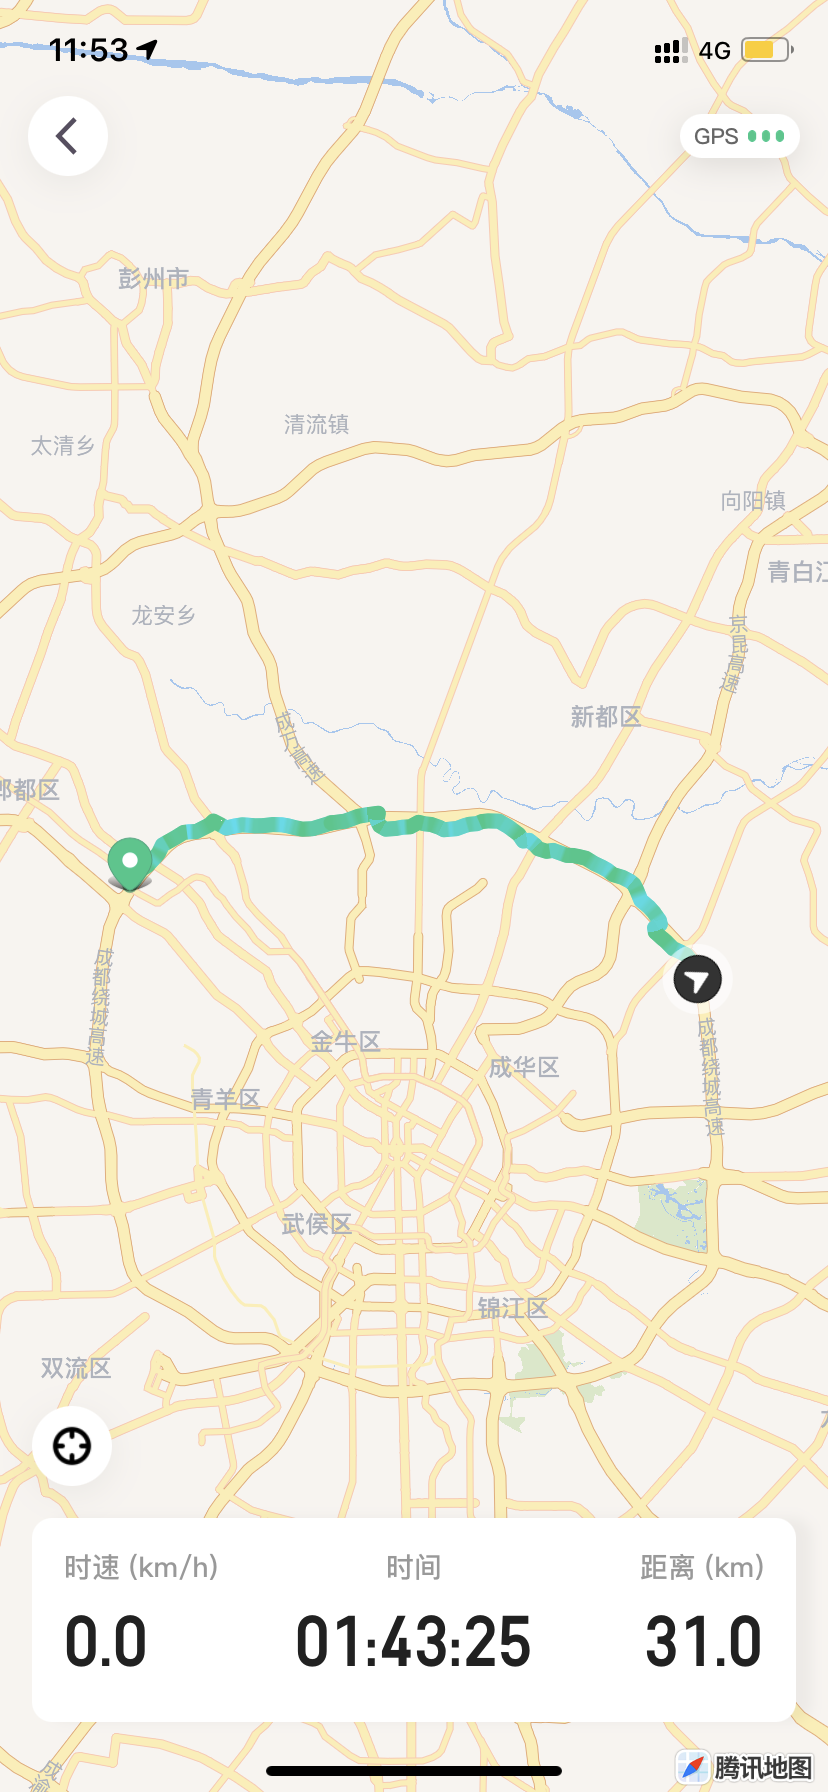 11:53
4G
GPS
彭州市
清流镇
太清乡
向阳镇
青白江
龙安乡
京昆高速
新都区
成万高速
郫都区
成都绕城高速
金牛区
成都绕城高速
成华区
青羊区
武侯区
锦江区
双流区
时速 (km/h)
时间
距离 (km)
0.0
01:43:25
31.0
成渝
腾讯地图